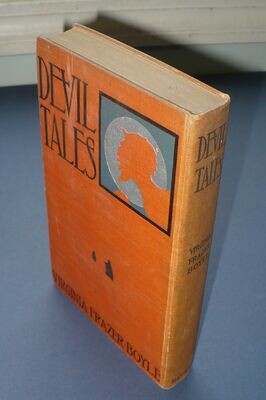 DEVIL
TALES
VIRGINIA FRAZER BOYLE
DEVIL
TALES
VIRGINIA
FRAZER
BOYLE